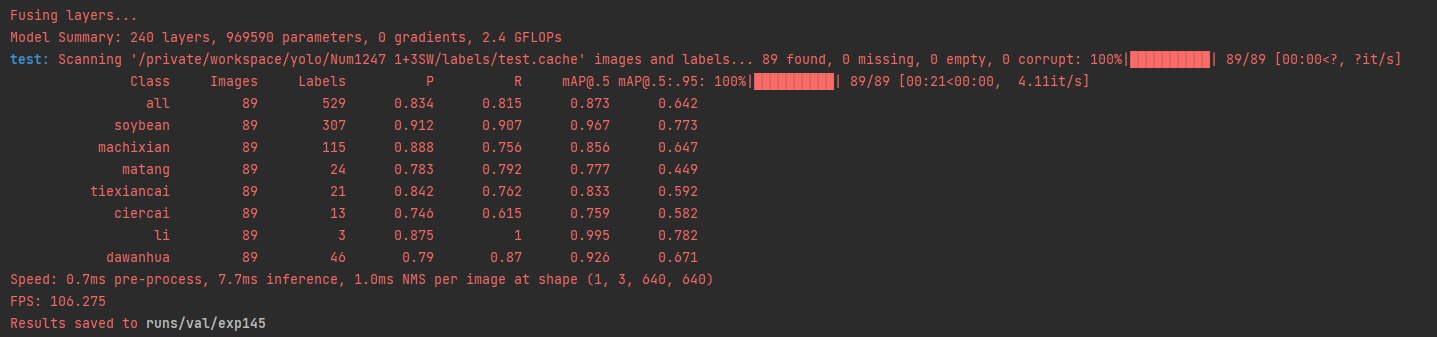 Fusing layers...
Model Summary: 240 layers, 969590 parameters, 0 gradients, 2.4 GFLOPs
test: Scanning '/private/workspace/yolo/Num1247 1+3SW/labels/test.cache' images and labels... 89 found, 0 missing, 0 empty, 0 corrupt: 100%|██████████| 89/89 [00:00<?, ?it/s]
Class Images Labels P R mAP@.5 mAP@.5:.95: 100%|██████████| 89/89 [00:21<00:00, 4.11it/s]
all 89 529 0.834 0.815 0.873 0.642
soybean 89 307 0.912 0.907 0.967 0.773
machixian 89 115 0.888 0.756 0.856 0.647
matang 89 24 0.783 0.792 0.777 0.449
tiexiancai 89 21 0.842 0.762 0.833 0.592
ciercai 89 13 0.746 0.615 0.759 0.582
li 89 3 0.875 1 0.995 0.782
dawanhua 89 46 0.79 0.87 0.926 0.671
Speed: 0.7ms pre-process, 7.7ms inference, 1.0ms NMS per image at shape (1, 3, 640, 640)
FPS: 106.275
Results saved to runs/val/exp145